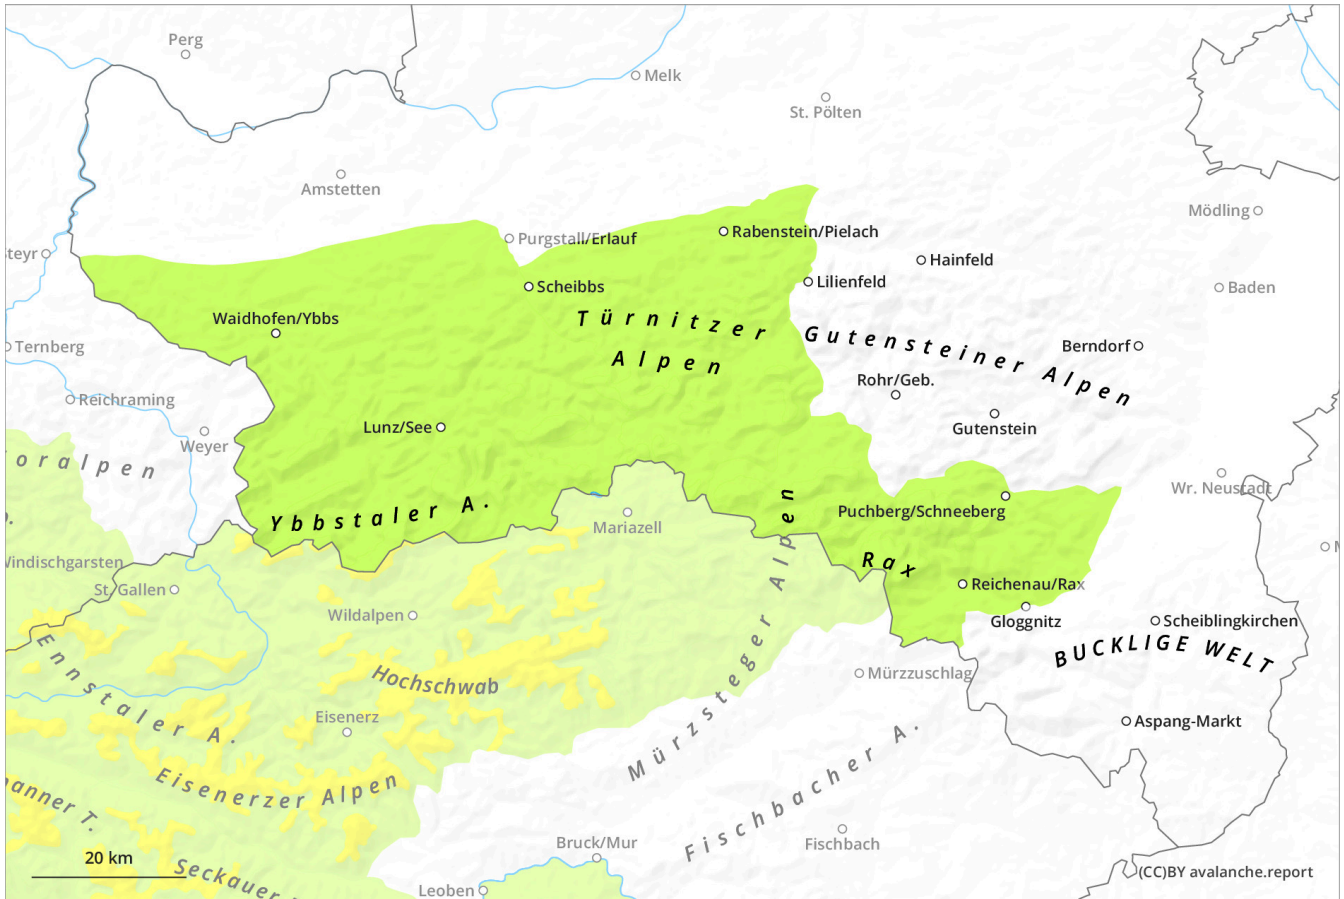 Perg
Melk
St. Pölten
Amstetten
Mödling
Purgstall/Erlauf
Rabenstein/Pielach
teyr
Hainfeld
Lilienfeld
Scheibbs
Baden
Waidhofen/Ybbs
Türnitzer
Alpen
Gutensteiner Alpen
Ternberg
Berndorf
Rohr/Geb.
Reichraming
Lunz/See
Gutenstein
Weyer
oralpen
Wr. Neustadt
Ybbstaler A.
Puchberg/Schneeberg
Mariazell
Windischgarsten
Rax
St. Gallen
Reichenau/Rax
Wildalpen
Gloggnitz
Scheiblingkirchen
BUCKLIGE WELT
Ennstaler A.
Hochschwab
Mürzsteger Alpen
Mürzzuschlag
Eisenerz
Aspang-Markt
Eisenerzer Alpen
Fischbacher A.
anner T.
Bruck/Mur
Fischbach
20 km
Seckauer
Leoben
(CC)BY avalanche.report